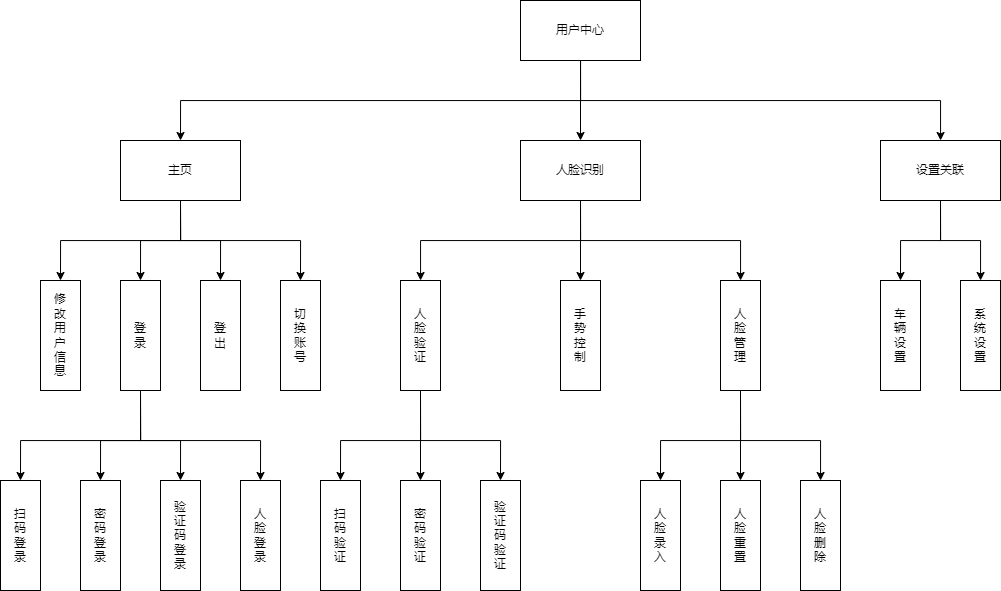 用户中心
主页
人脸识别
设置关联
修改用户信息
登录
登出
切换账号
人脸验证
手势控制
人脸管理
车辆设置
系统设置
扫码登录
密码登录
验证码登录
人脸登录
扫码验证
密码验证
验证码验证
人脸录入
人脸重置
人脸删除